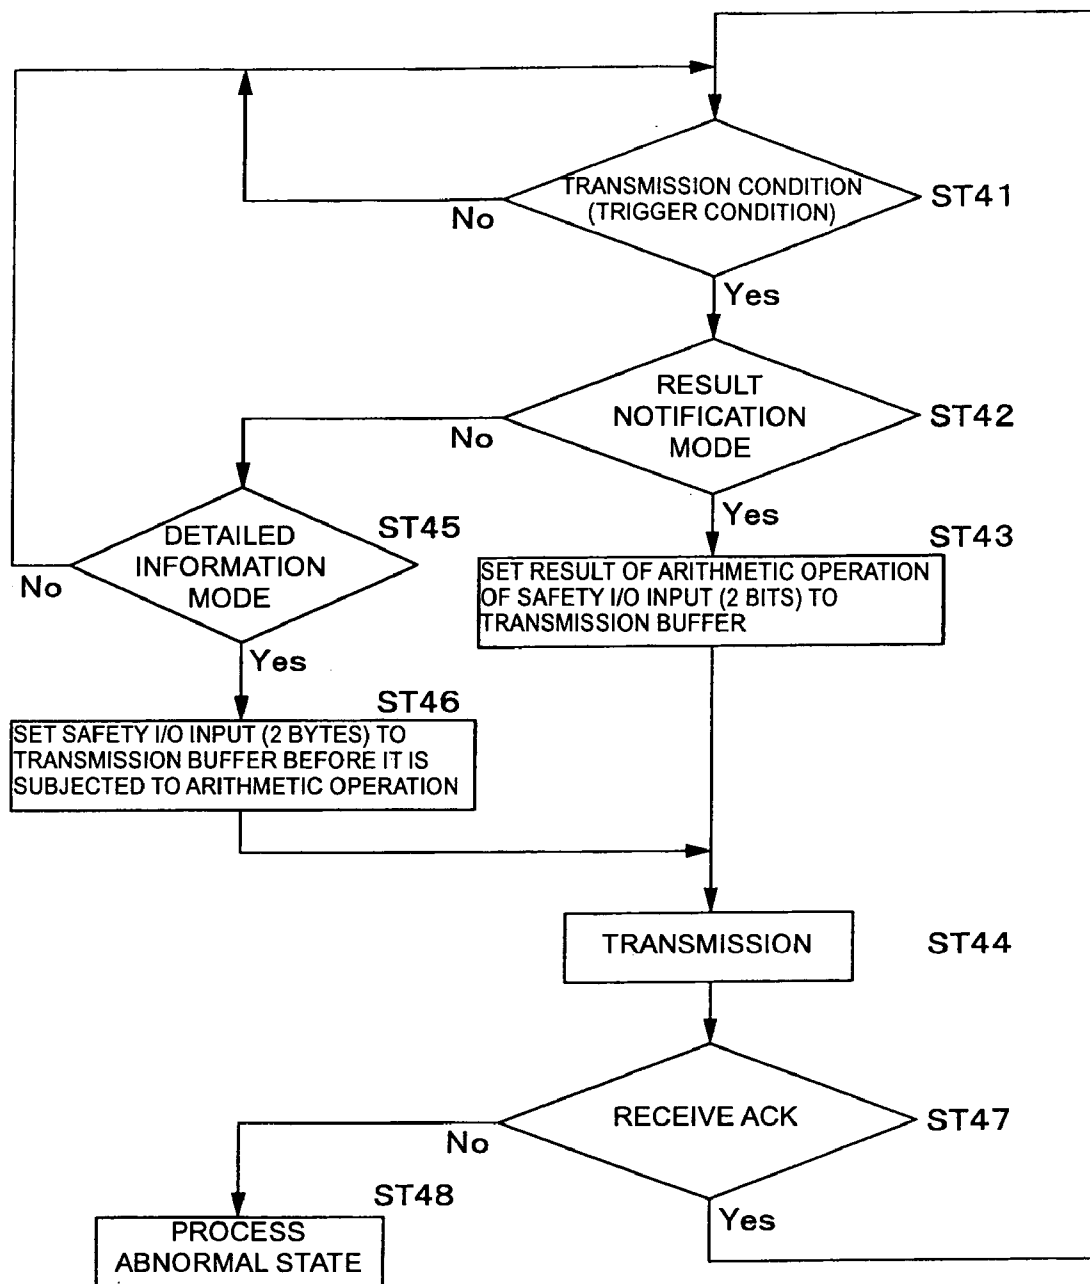 TRANSMISSION CONDITION
(TRIGGER CONDITION)
ST41
No
Yes
RESULT
NOTIFICATION
MODE
ST42
No
Yes
DETAILED
INFORMATION
MODE
ST45
No
Yes
ST43
SET RESULT OF ARITHMETIC OPERATION
OF SAFETY I/O INPUT (2 BITS) TO
TRANSMISSION BUFFER
ST46
SET SAFETY I/O INPUT (2 BYTES) TO
TRANSMISSION BUFFER BEFORE IT IS
SUBJECTED TO ARITHMETIC OPERATION
TRANSMISSION
ST44
RECEIVE ACK
ST47
No
Yes
ST48
PROCESS
ABNORMAL STATE